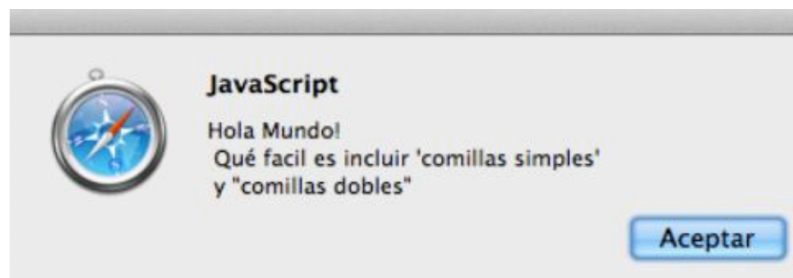 JavaScript
Hola Mundo!
Qué facil es incluir 'comillas simples'
y "comillas dobles"
Aceptar